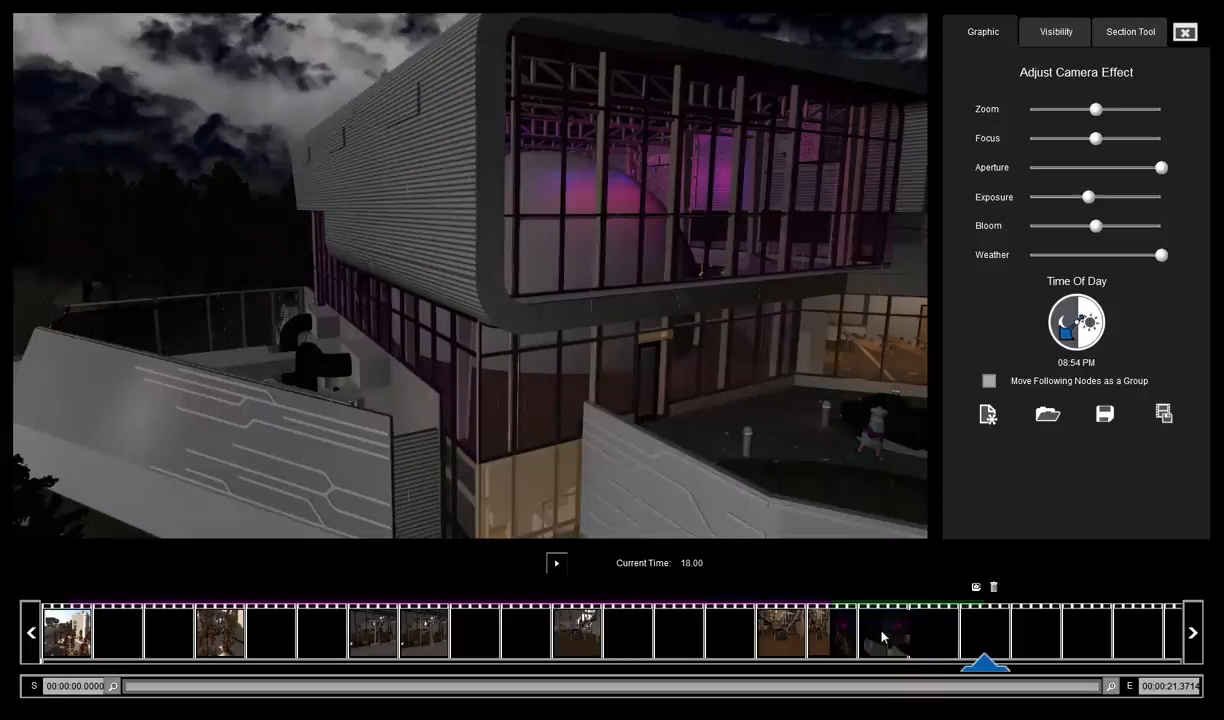 Graphic
Visibility
Section Tool
Adjust Camera Effect
Zoom
Focus
Aperture
Exposure
Bloom
Weather
Time Of Day
08:54 PM
Move Following Nodes as a Group
Current Time: 18.00
S 00:00:00.0000
E 00:00:21.3714